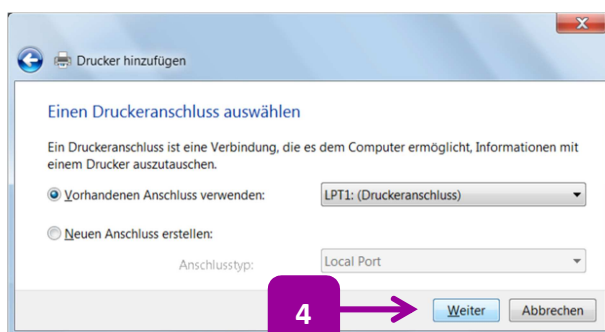 Drucker hinzufügen
Einen Druckeranschluss auswählen
Ein Druckeranschluss ist eine Verbindung, die es dem Computer ermöglicht, Informationen mit
einem Drucker auszutauschen.
Vorhandenen Anschluss verwenden: LPT1: (Druckeranschluss)
Neuen Anschluss erstellen:
Anschlusstyp: Local Port
4 Weiter Abbrechen